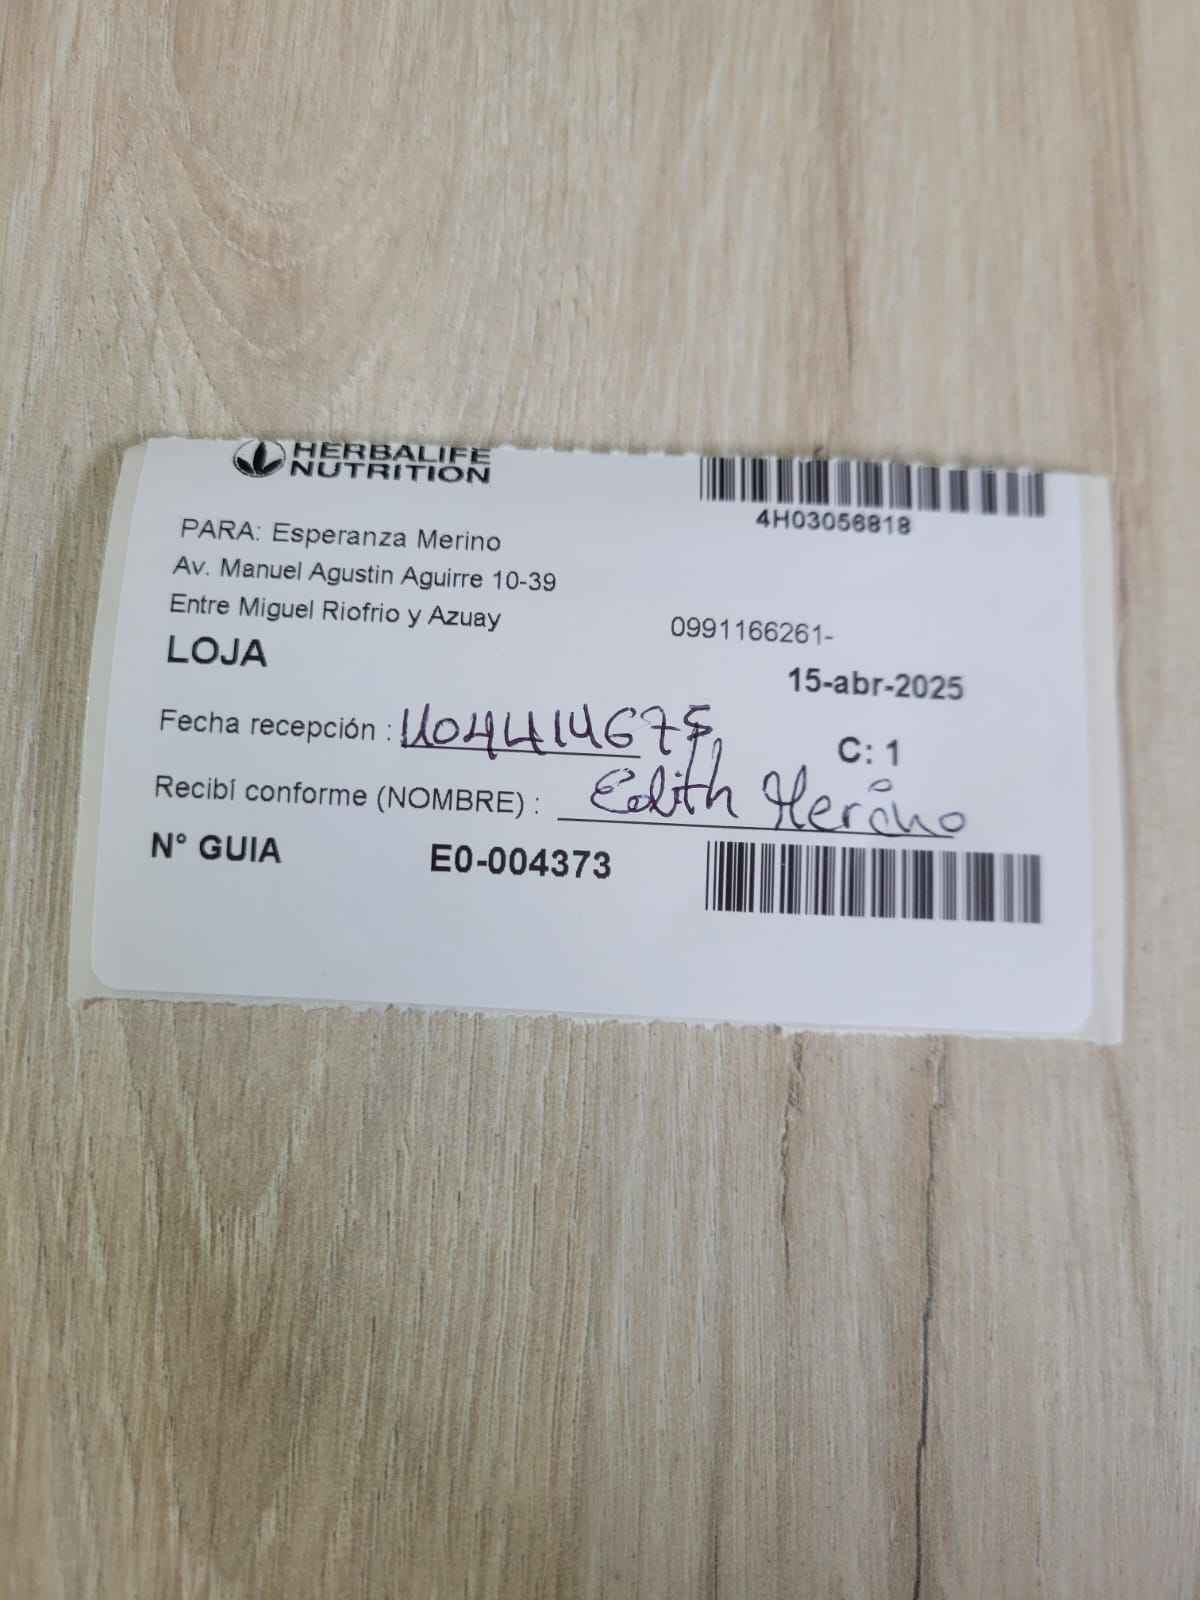 HERBALIFE
NUTRITION
4H03056818
PARA: Esperanza Merino
Av. Manuel Agustin Aguirre 10-39
Entre Miguel Riofrio y Azuay
0991166261-
LOJA
15-abr-2025
Fecha recepción : 1104414675
C: 1
Recibí conforme (NOMBRE) : Edith Merino
N° GUIA E0-004373